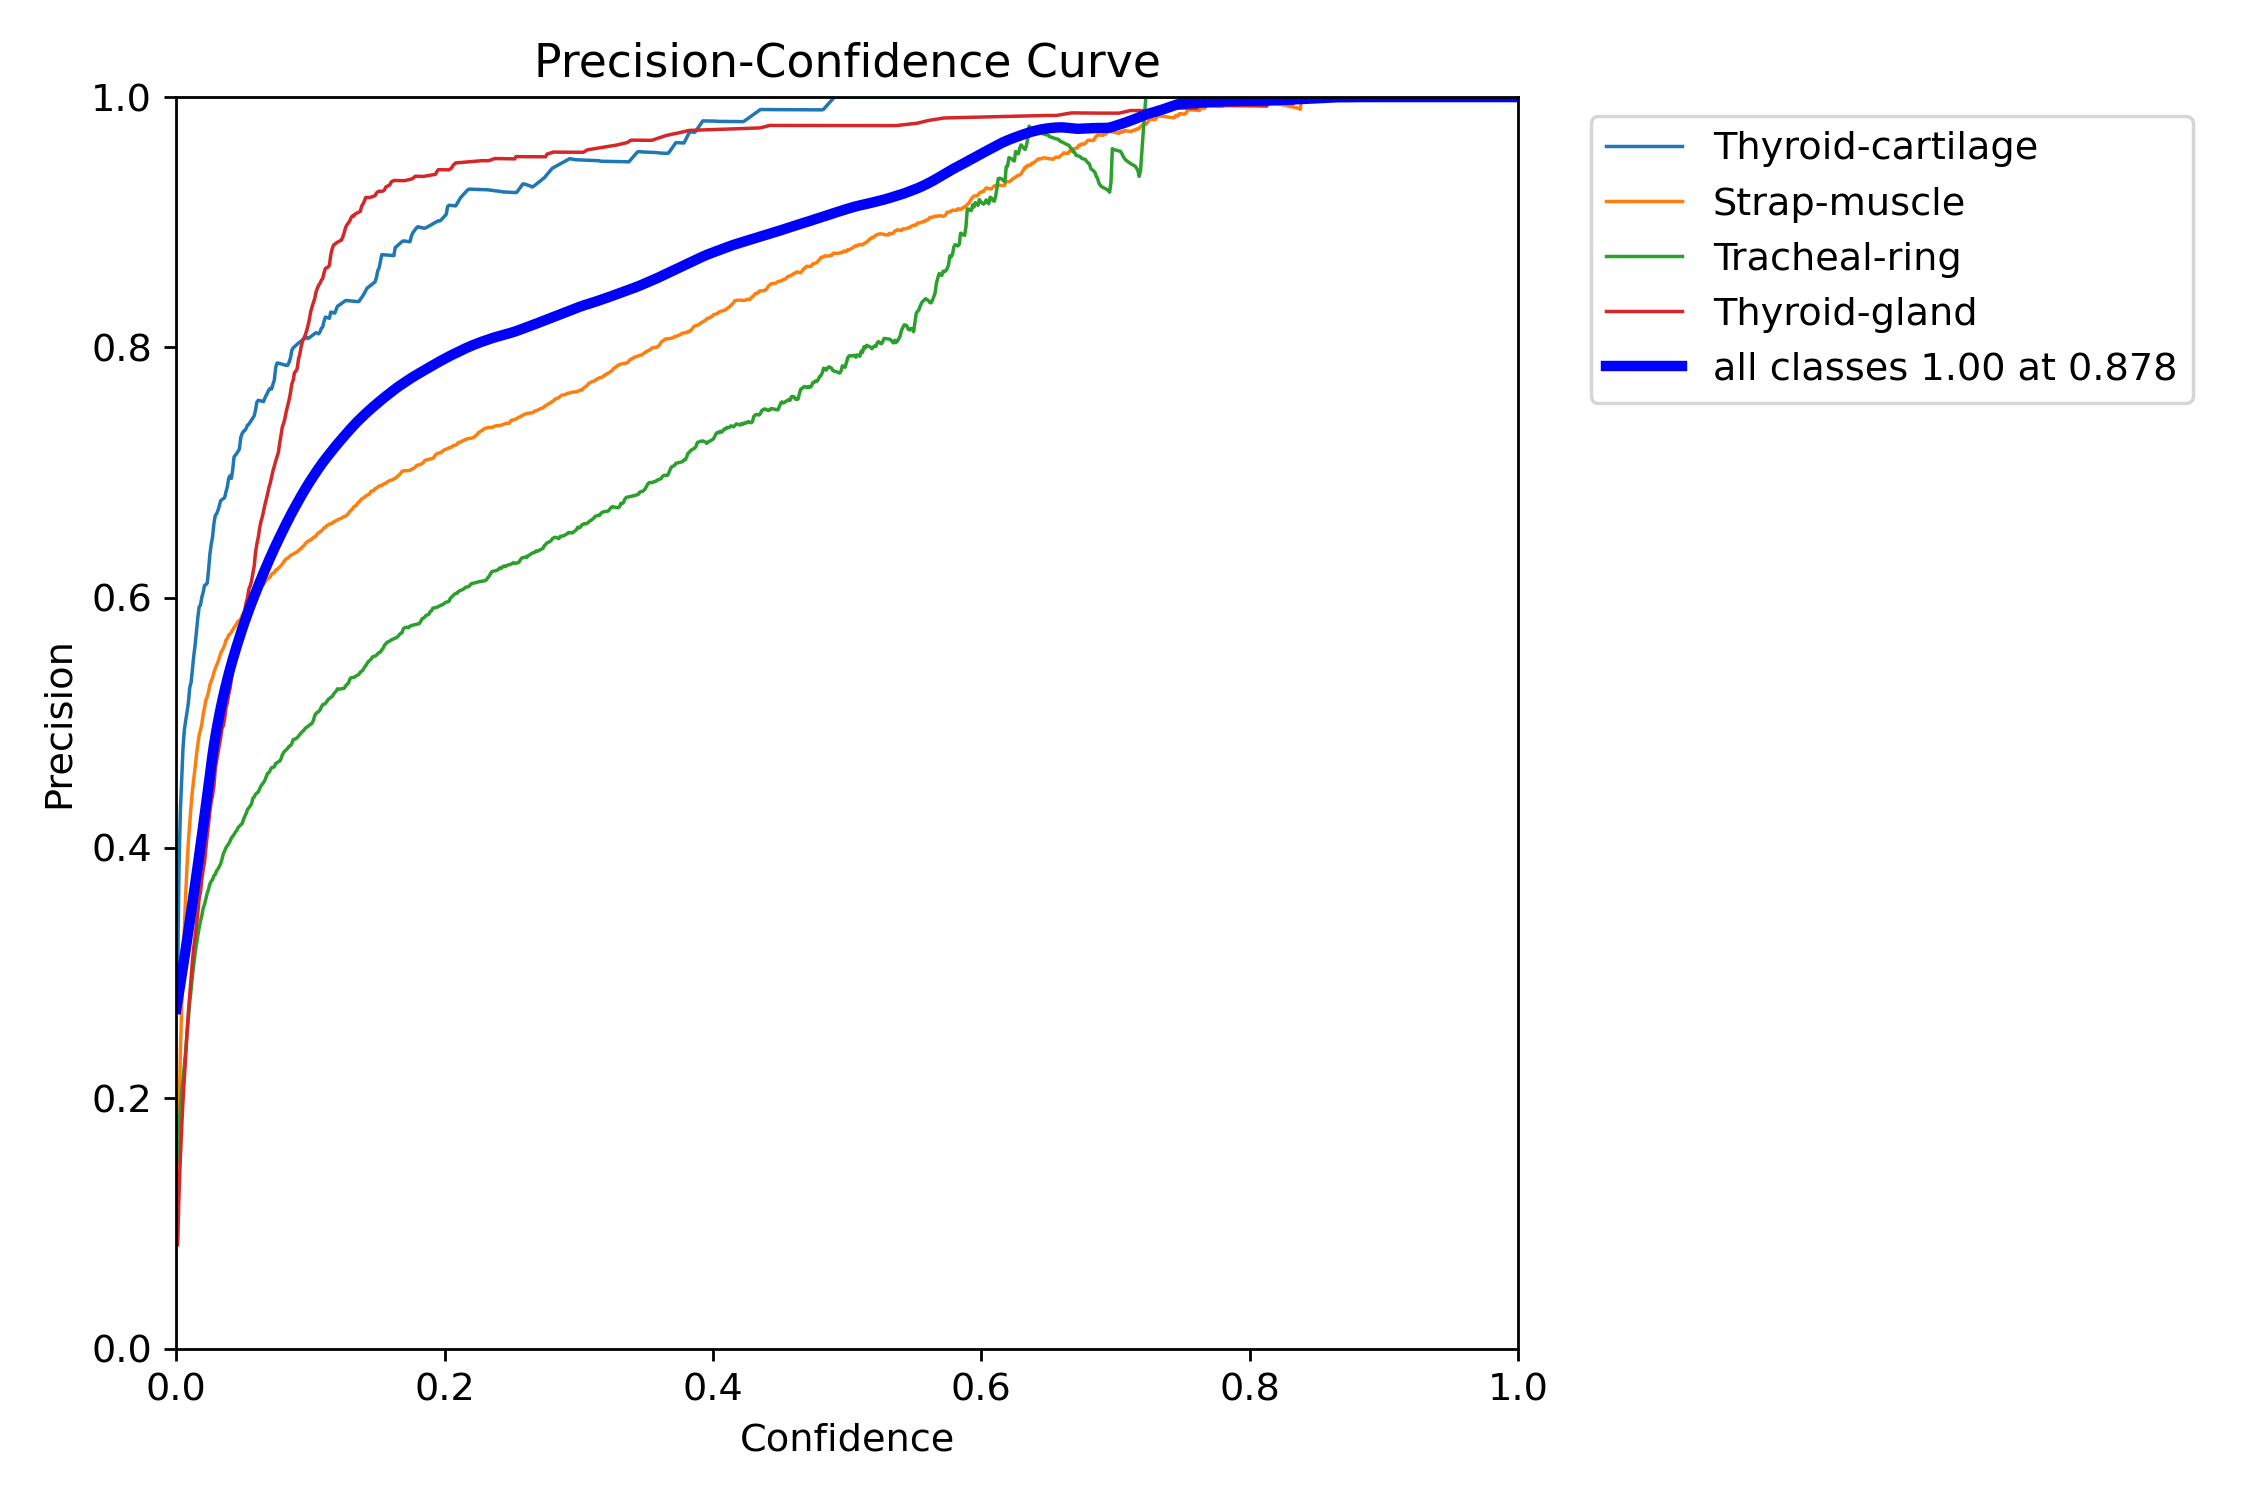 Precision-Confidence Curve
1.0
0.8
0.6
0.4
0.2
0.0
Precision
0.0 0.2 0.4 0.6 0.8 1.0
Confidence
Thyroid-cartilage
Strap-muscle
Tracheal-ring
Thyroid-gland
all classes 1.00 at 0.878